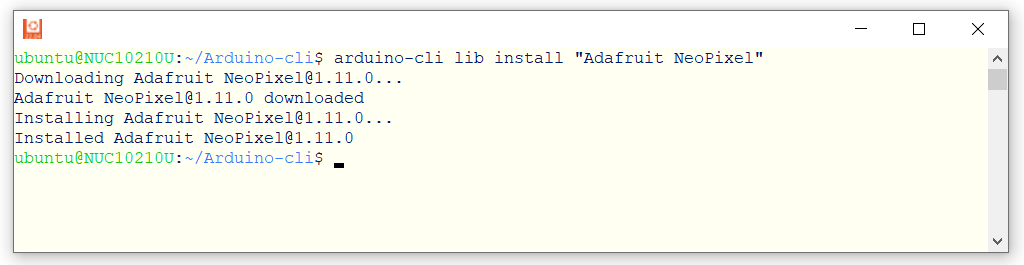 ubuntu@NUC10210U:~/Arduino-cli$ arduino-cli lib install "Adafruit NeoPixel"
Downloading Adafruit NeoPixel@1.11.0...
Adafruit NeoPixel@1.11.0 downloaded
Installing Adafruit NeoPixel@1.11.0...
Installed Adafruit NeoPixel@1.11.0
ubuntu@NUC10210U:~/Arduino-cli$